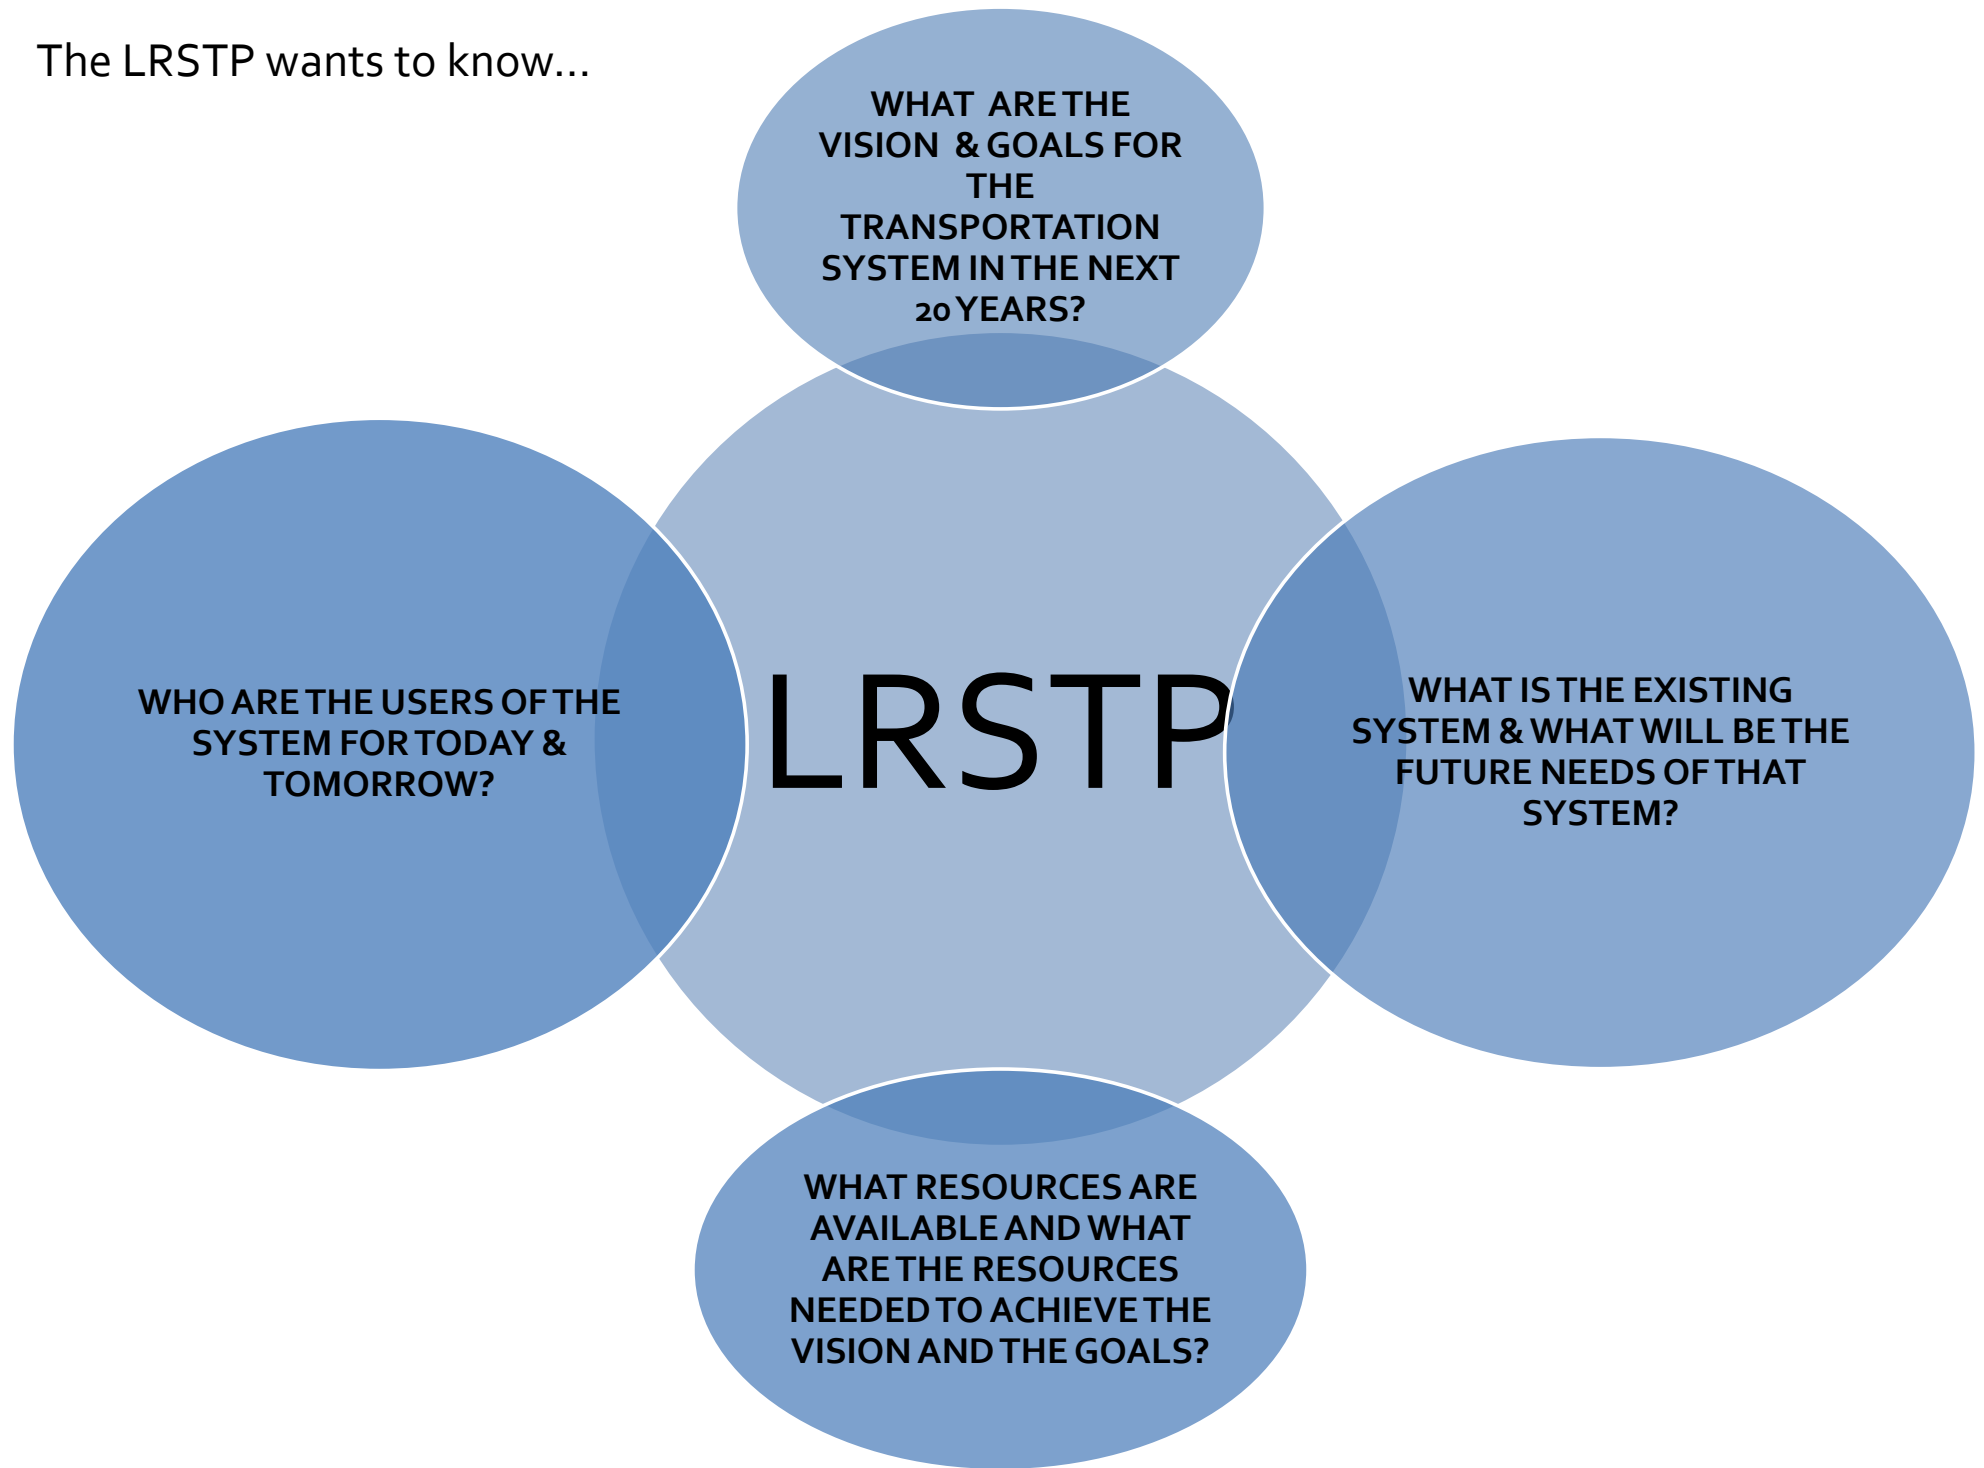 The LRSTP wants to know...
WHAT ARE THE
VISION & GOALS FOR
THE
TRANSPORTATION
SYSTEM IN THE NEXT
20 YEARS?
WHO ARE THE USERS OF THE
SYSTEM FOR TODAY &
TOMORROW?
LRSTP
WHAT IS THE EXISTING
SYSTEM & WHAT WILL BE THE
FUTURE NEEDS OF THAT
SYSTEM?
WHAT RESOURCES ARE
AVAILABLE AND WHAT
ARE THE RESOURCES
NEEDED TO ACHIEVE THE
VISION AND THE GOALS?